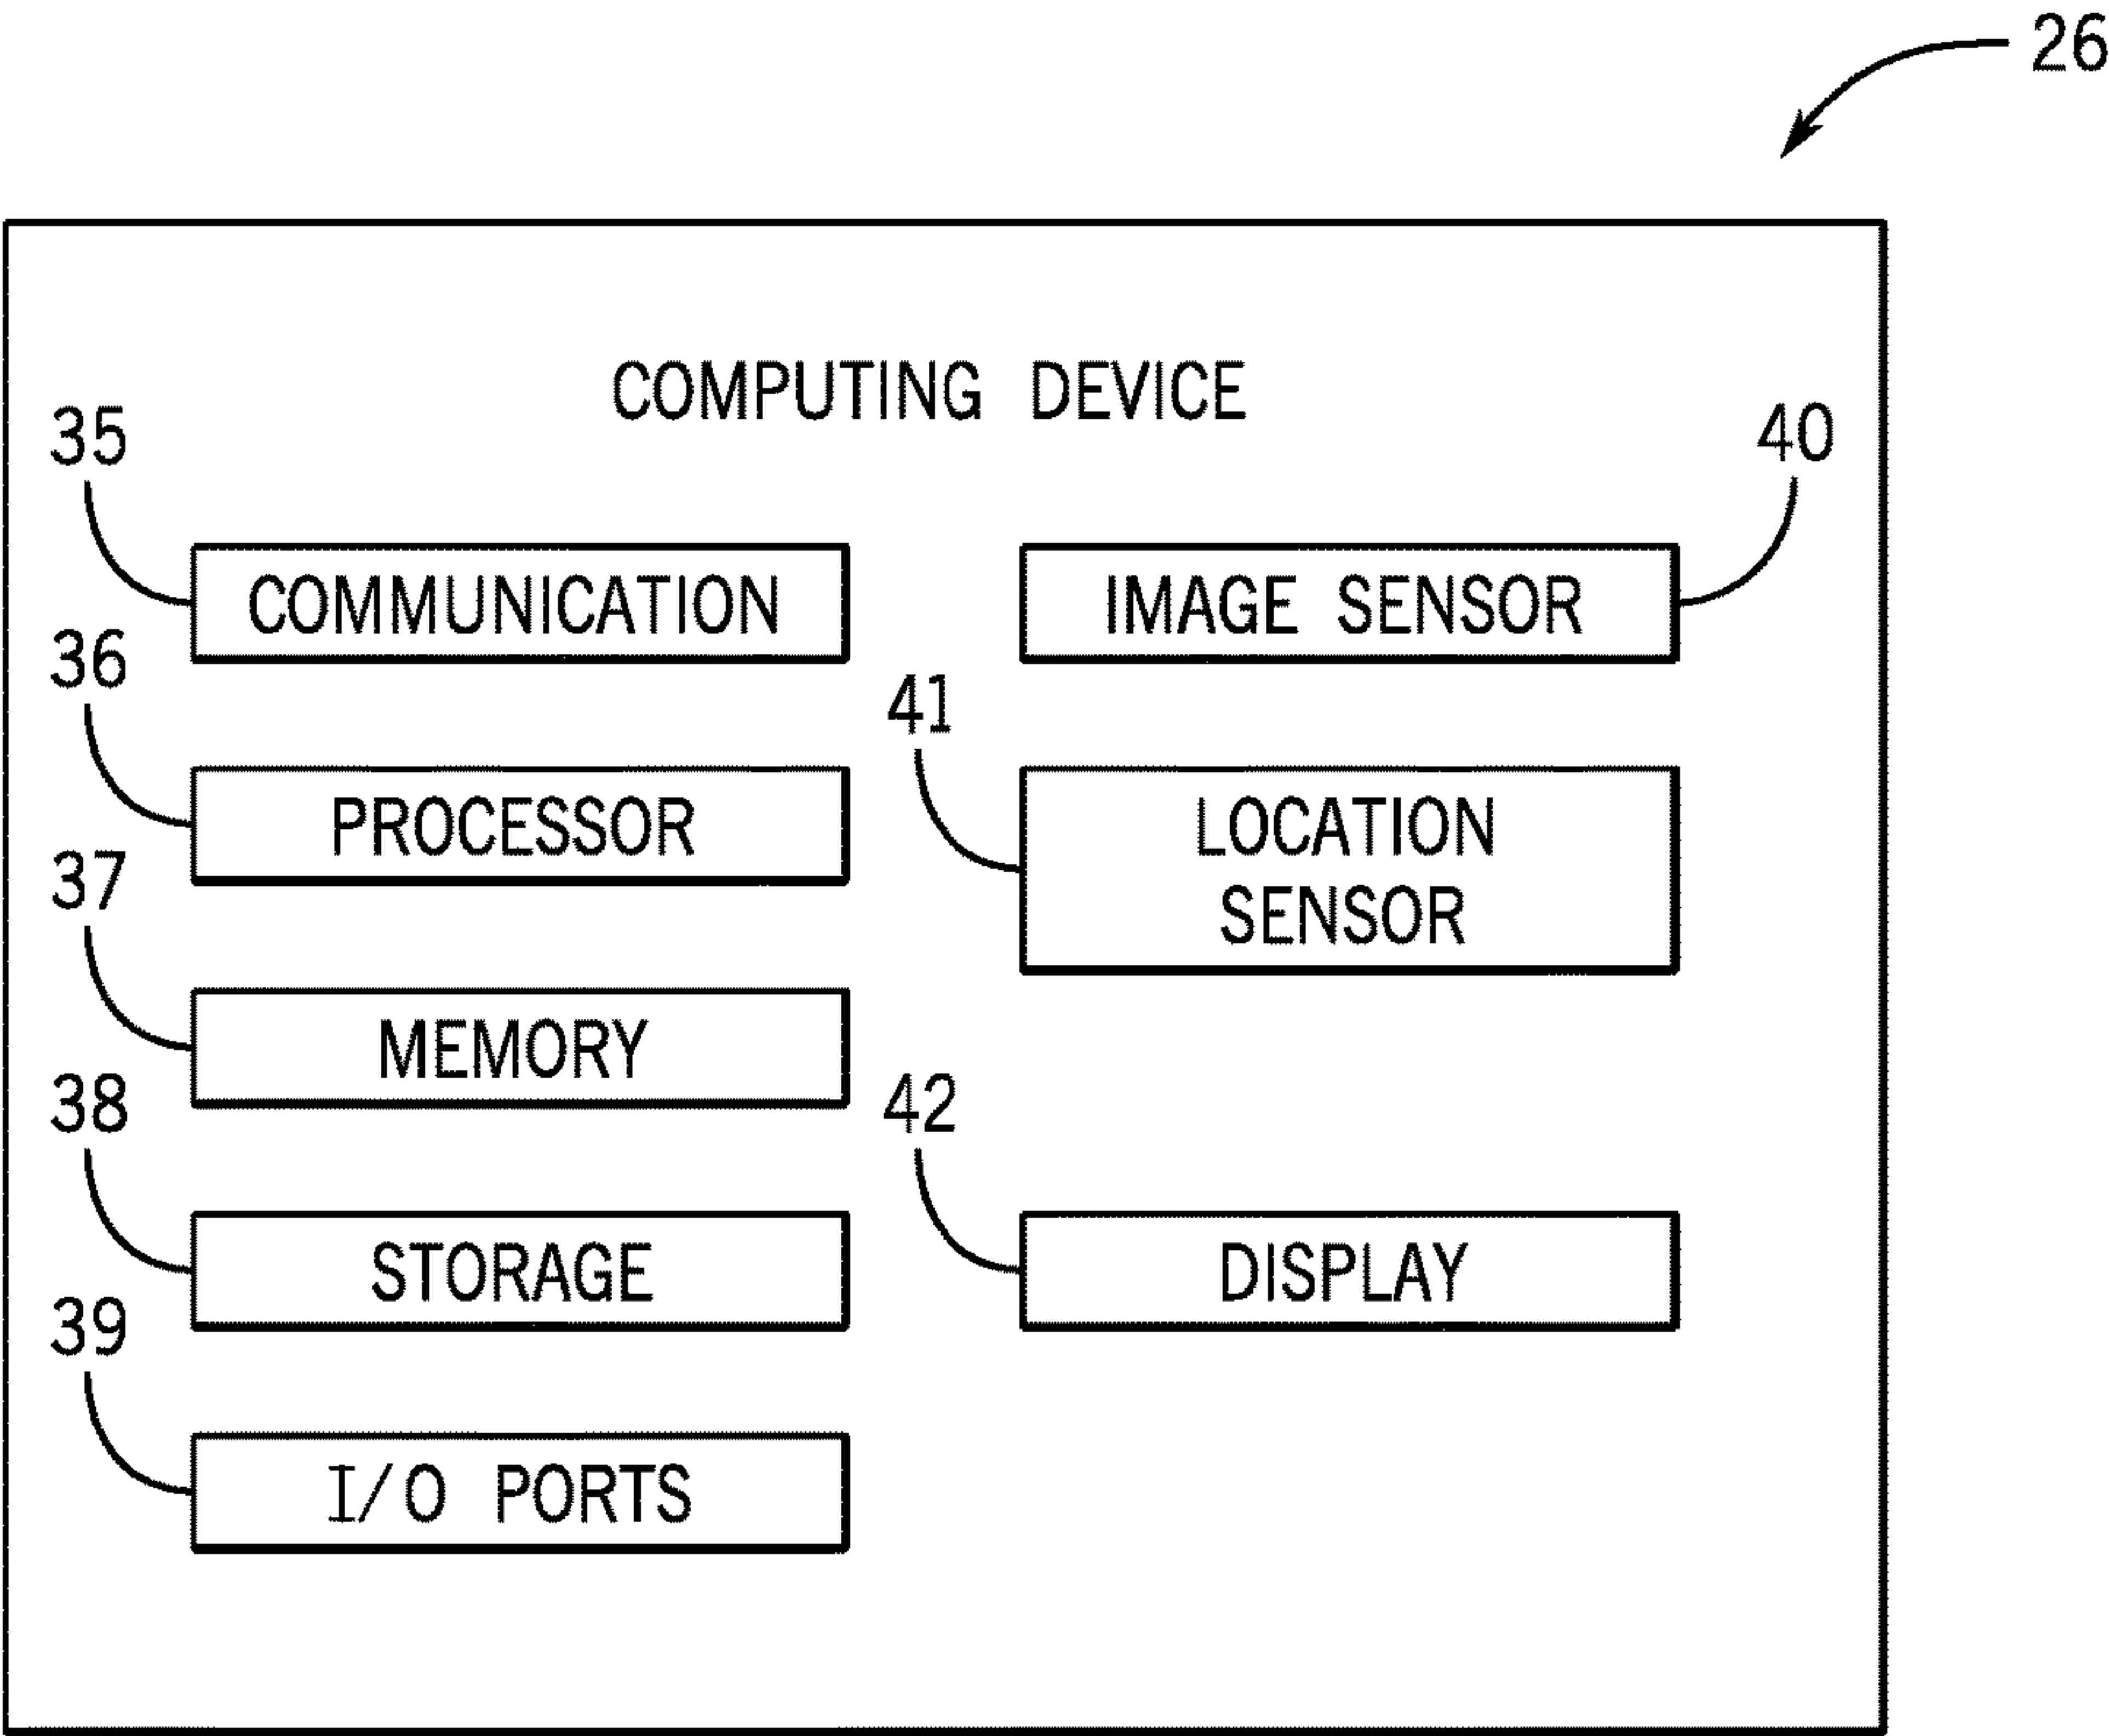 26
COMPUTING DEVICE
35
COMMUNICATION
40
IMAGE SENSOR
36
PROCESSOR
41
LOCATION
SENSOR
37
MEMORY
38
STORAGE
42
DISPLAY
39
I/O PORTS